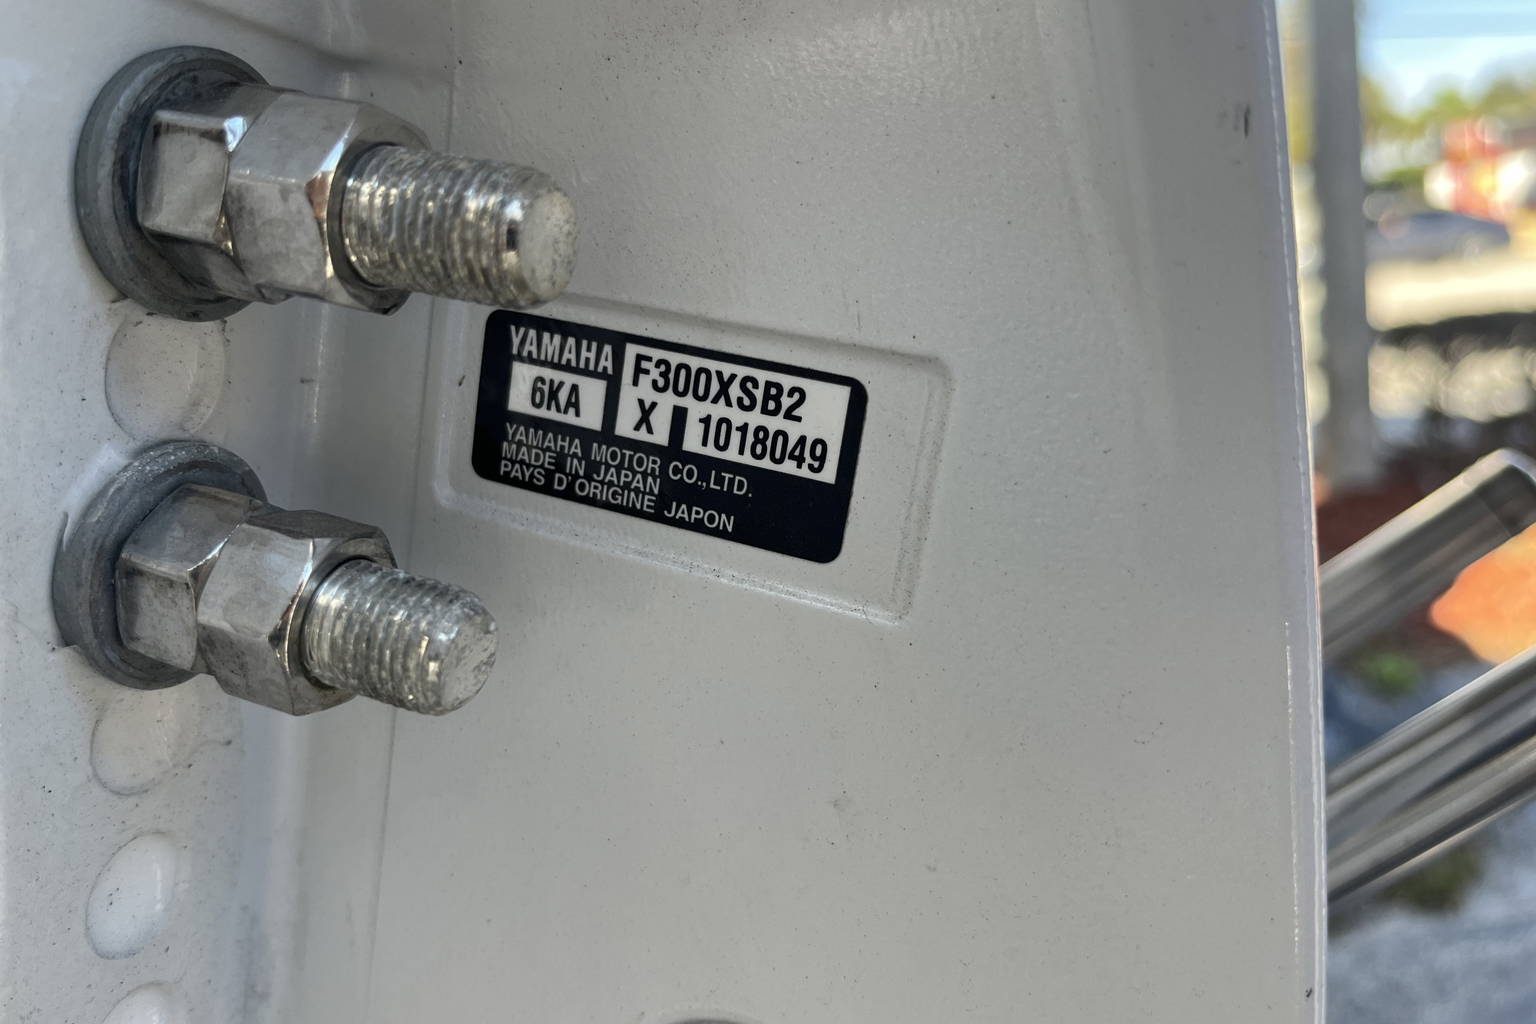 YAMAHA F300XSB2
6KA X 1018049
YAMAHA MOTOR CO.,LTD.
MADE IN JAPAN
PAYS D'ORIGINE JAPON